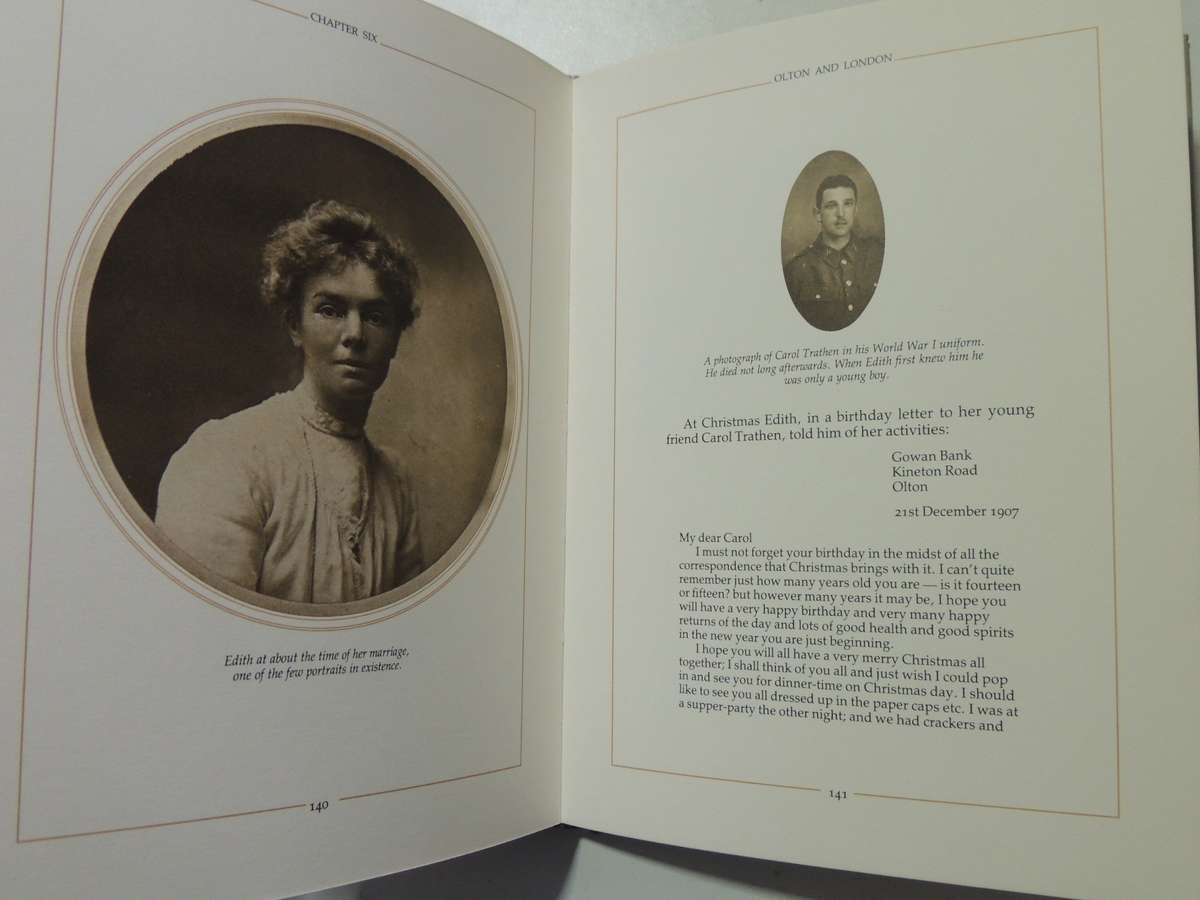 CHAPTER SIX
Edith at about the time of her marriage,
one of the few portraits in existence.
140
OLTON AND LONDON
A photograph of Carol Trathen in his World War I uniform.
He died not long afterwards. When Edith first knew him he
was only a young boy.
At Christmas Edith, in a birthday letter to her young
friend Carol Trathen, told him of her activities:
Gowan Bank
Kineton Road
Olton
21st December 1907
My dear Carol
I must not forget your birthday in the midst of all the
correspondence that Christmas brings with it. I can't quite
remember just how many years old you are — is it fourteen
or fifteen? but however many years it may be, I hope you
will have a very happy birthday and very many happy
returns of the day and lots of good health and good spirits
in the new year you are just beginning.
I hope you will all have a very merry Christmas all
together; I shall think of you all and just wish I could pop
in and see you for dinner-time on Christmas day. I should
like to see you all dressed up in the paper caps etc. I was at
a supper-party the other night; and we had crackers and
141